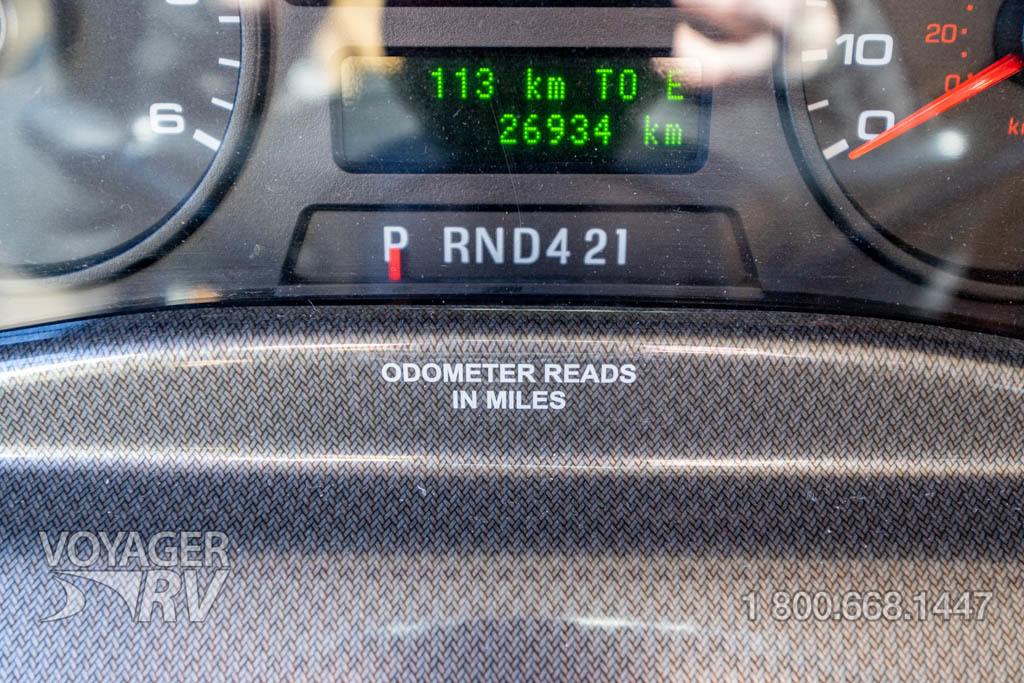 6
113 km TO E
26934 km
10
0
20
0
P RND421
ODOMETER READS
IN MILES
VOYAGER
RV
1 800.668.1447